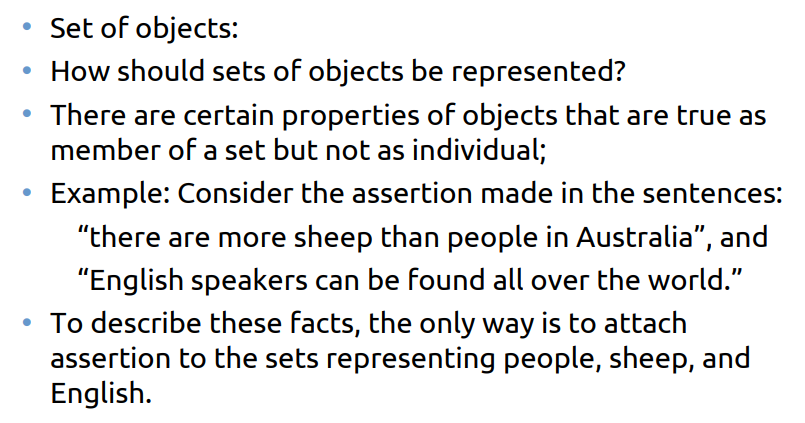 • Set of objects:
• How should sets of objects be represented?
• There are certain properties of objects that are true as
member of a set but not as individual;
• Example: Consider the assertion made in the sentences:
“there are more sheep than people in Australia”, and
“English speakers can be found all over the world.”
• To describe these facts, the only way is to attach
assertion to the sets representing people, sheep, and
English.